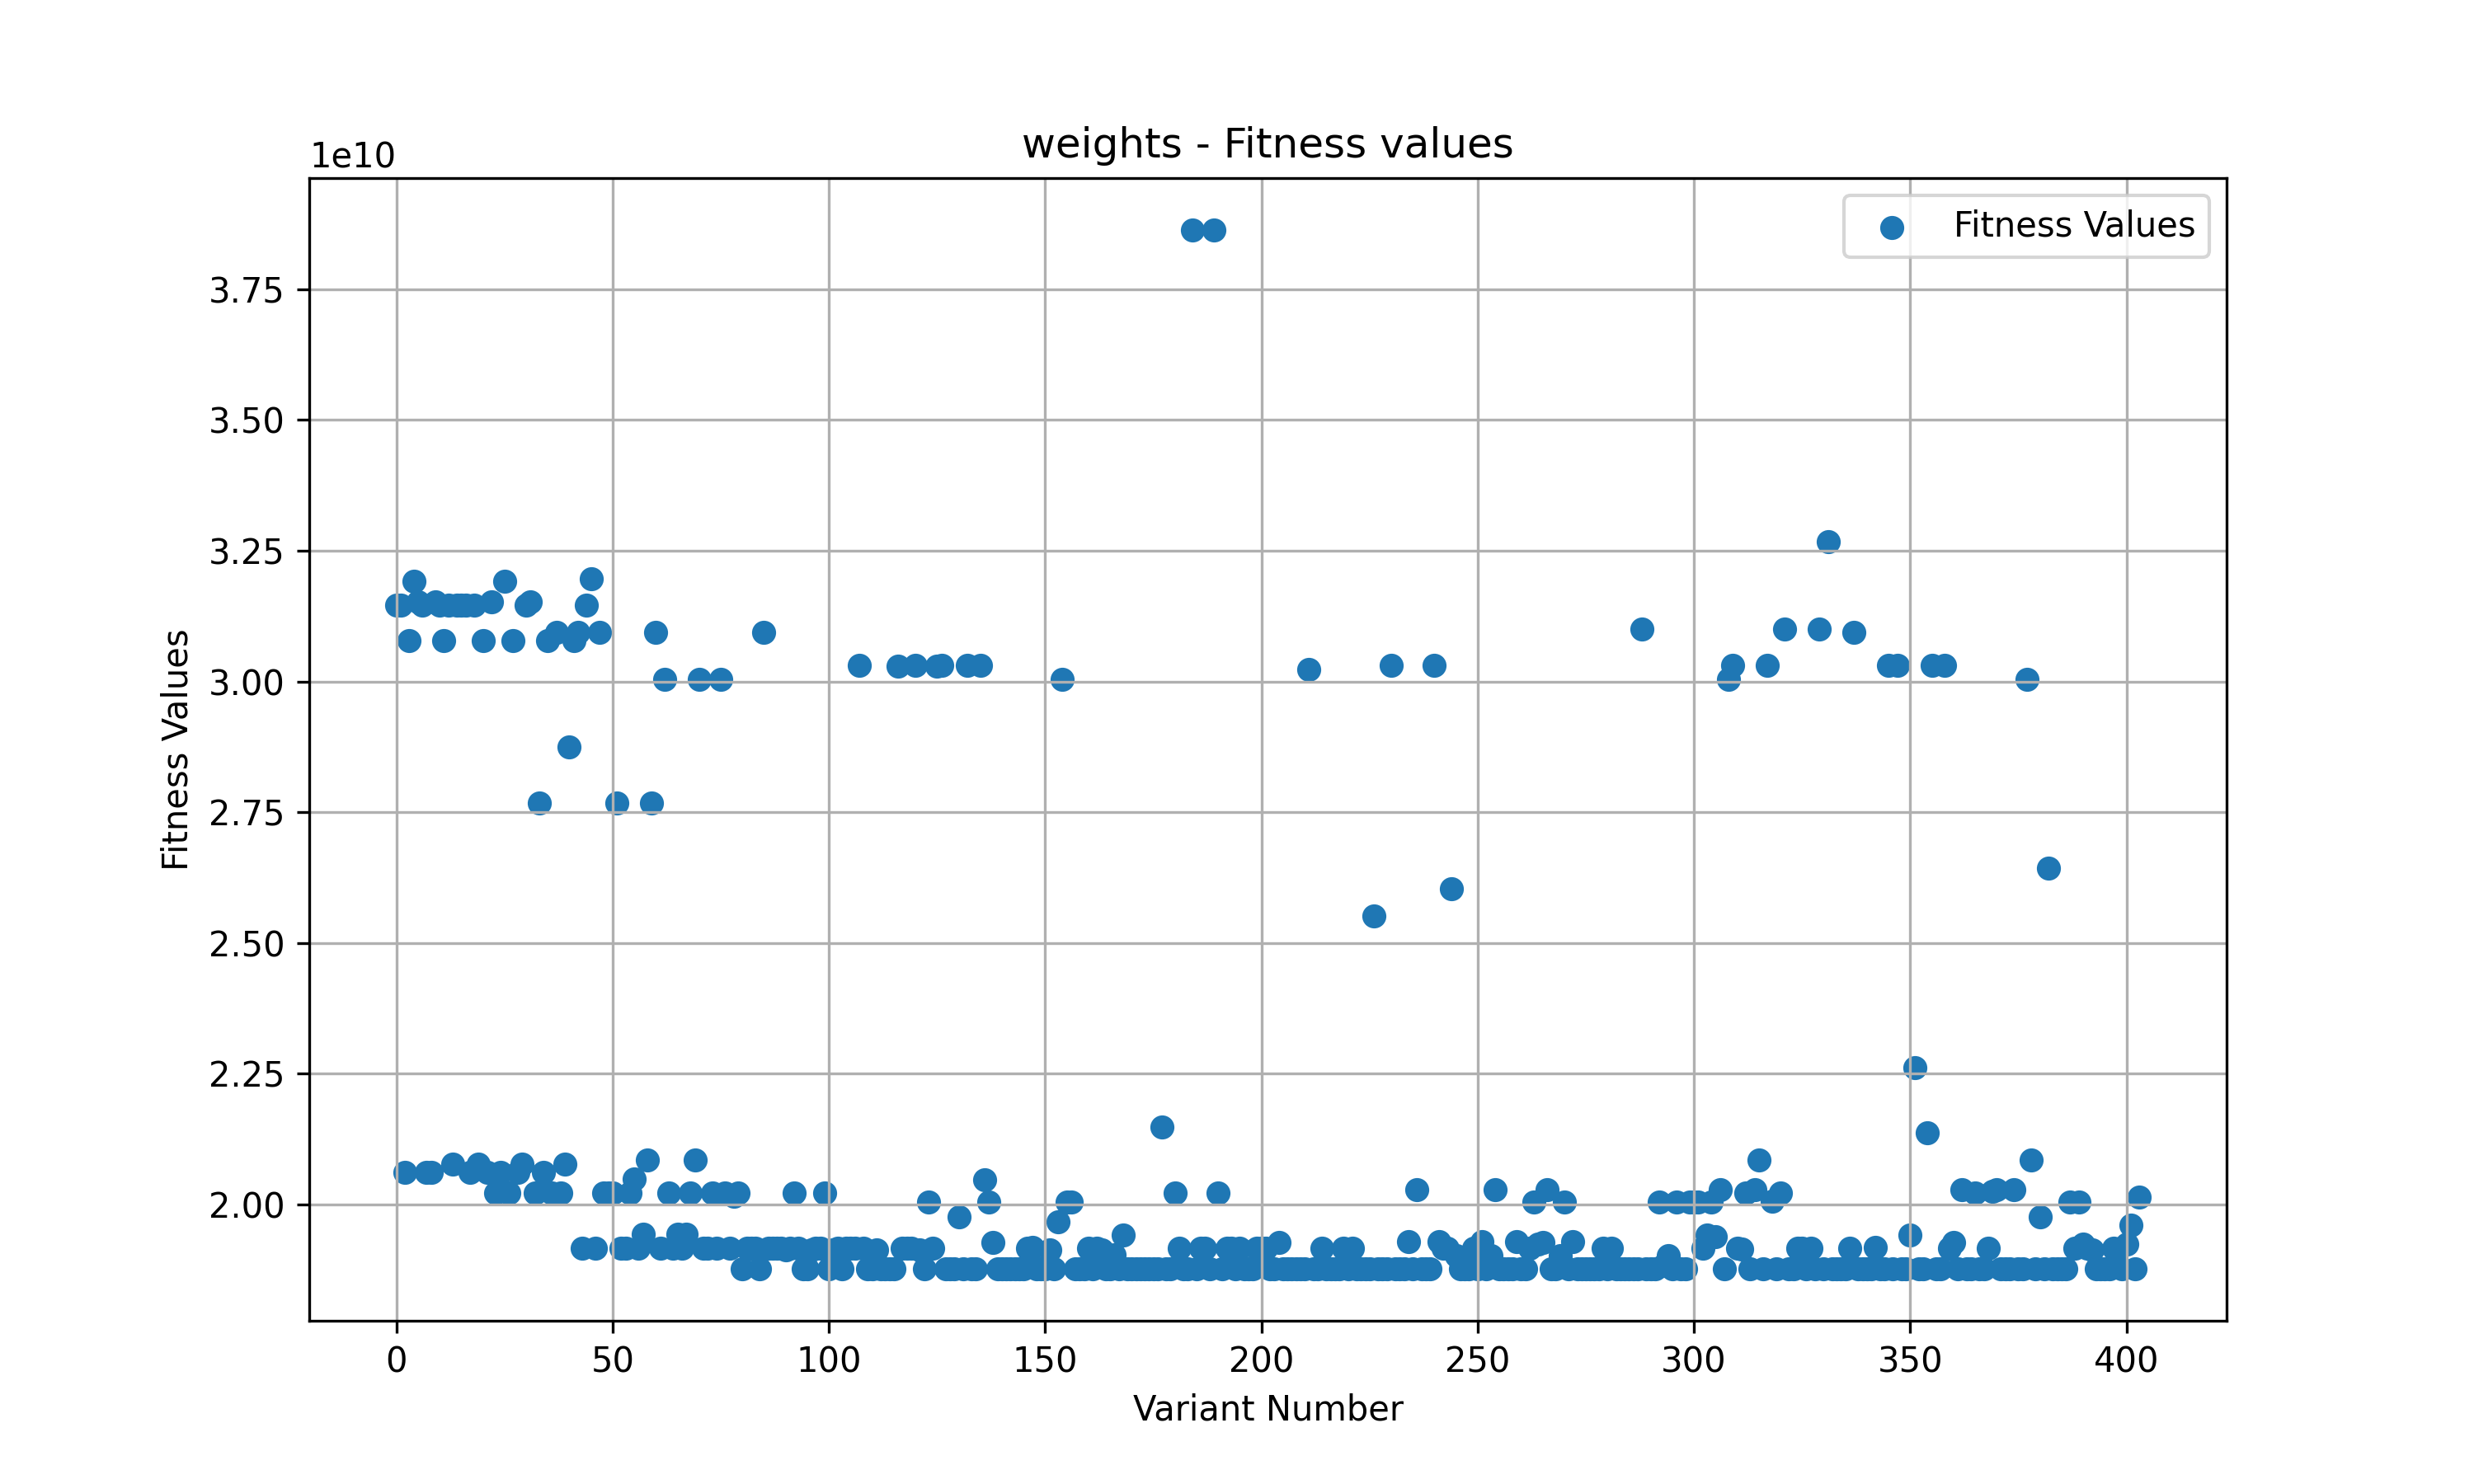 weights - Fitness values
1e10
Fitness Values
3.75
3.50
3.25
3.00
2.75
2.50
2.25
2.00
Fitness Values
0 50 100 150 200 250 300 350 400
Variant Number